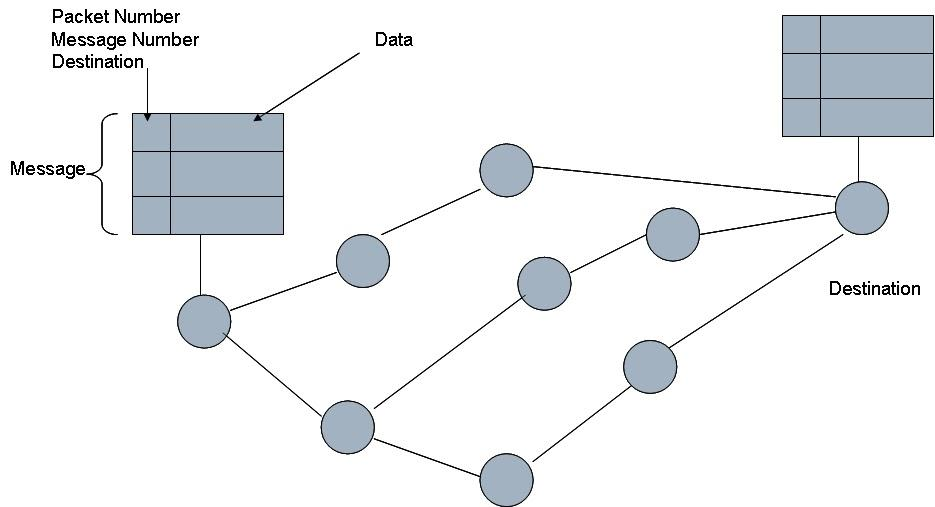 Packet Number
Message Number
Destination
Data
Message
Destination